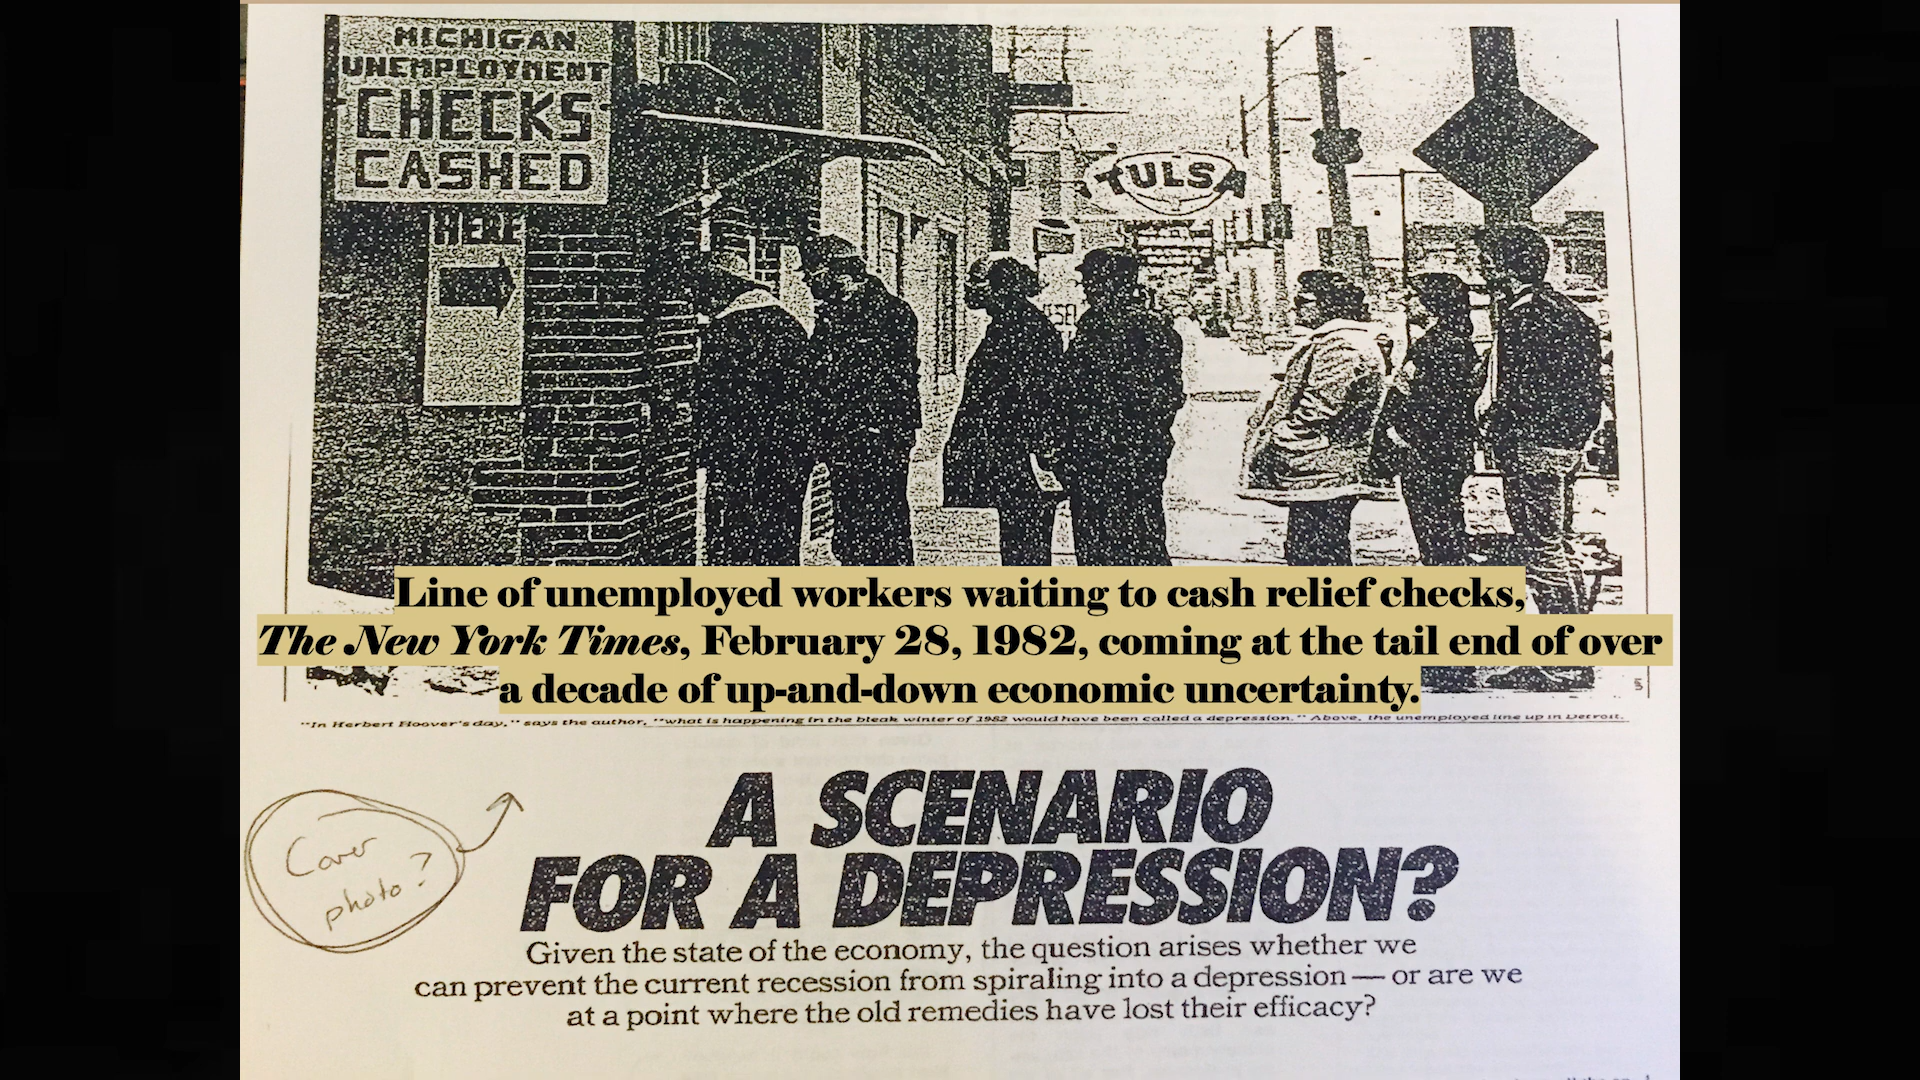 MICHIGAN
UNEMPLOYMENT
CHECKS
CASHED
HERE
TULSA
Line of unemployed workers waiting to cash relief checks,
The New York Times, February 28, 1982, coming at the tail end of over
a decade of up-and-down economic uncertainty.
5
"In Herbert Hoover's day," says the author, "what is happening in the bleak winter of 1982 would have been called a depression." Above, the unemployed line up in Detroit.
A SCENARIO
FOR A DEPRESSION?
Cover
photo?
Given the state of the economy, the question arises whether we
can prevent the current recession from spiraling into a depression — or are we
at a point where the old remedies have lost their efficacy?